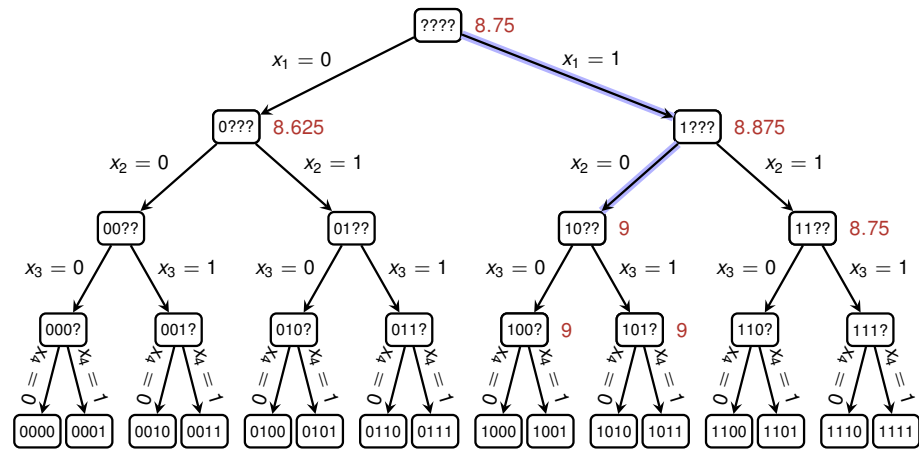 ???? 8.75
x₁ = 0 x₁ = 1
0??? 8.625 1??? 8.875
x₂ = 0 x₂ = 1 x₂ = 0 x₂ = 1
00?? 01?? 10?? 9 11?? 8.75
x₃ = 0 x₃ = 1 x₃ = 0 x₃ = 1 x₃ = 0 x₃ = 1 x₃ = 0 x₃ = 1
000? 001? 010? 011? 100? 9 101? 9 110? 111?
x₄ = 0 x₄ = 1 x₄ = 0 x₄ = 1 x₄ = 0 x₄ = 1 x₄ = 0 x₄ = 1 x₄ = 0 x₄ = 1 x₄ = 0 x₄ = 1 x₄ = 0 x₄ = 1 x₄ = 0 x₄ = 1
0000 0001 0010 0011 0100 0101 0110 0111 1000 1001 1010 1011 1100 1101 1110 1111